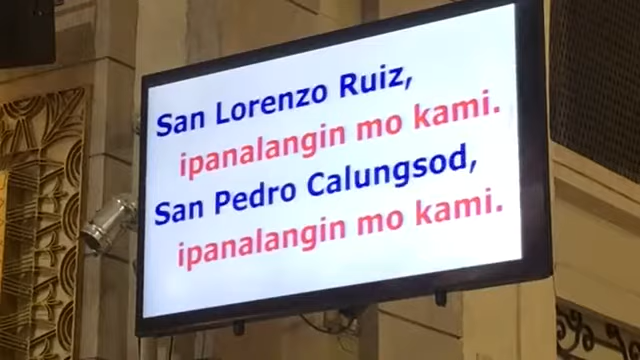 San Lorenzo Ruiz,
ipanalangin mo kami.
San Pedro Calungsod,
ipanalangin mo kami.